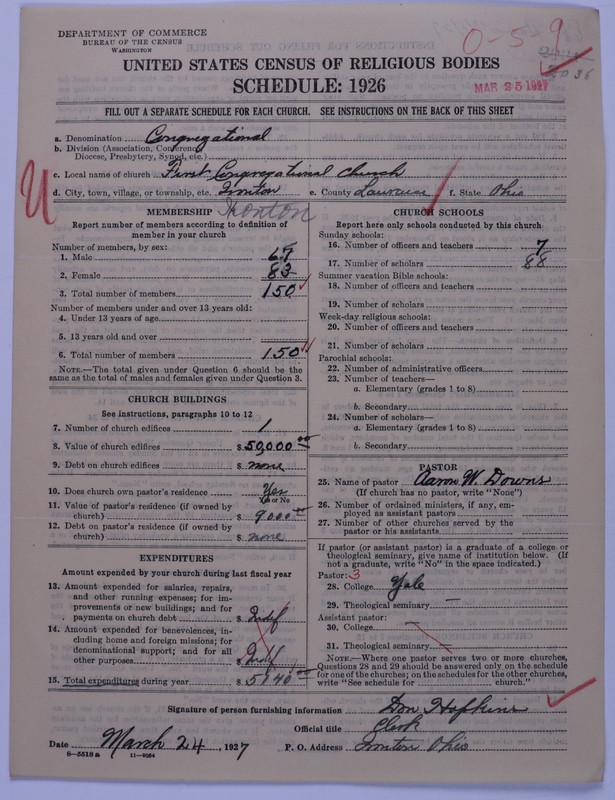 DEPARTMENT OF COMMERCE
BUREAU OF THE CENSUS
WASHINGTON
0-59
2036
UNITED STATES CENSUS OF RELIGIOUS BODIES
SCHEDULE: 1926
MAR 25 1927
FILL OUT A SEPARATE SCHEDULE FOR EACH CHURCH. SEE INSTRUCTIONS ON THE BACK OF THIS SHEET
a. Denomination Congregational
b. Division (Association, Conference, Diocese, Presbytery, Synod, etc.)
c. Local name of church First Congregational Church
d. City, town, village, or township, etc. Ironton e. County Lawrence f. State Ohio
U
Ironton
MEMBERSHIP
Report number of members according to definition of member in your church
Number of members, by sex:
1. Male 67
2. Female 83
3. Total number of members 150
Number of members under and over 13 years old:
4. Under 13 years of age
5. 13 years old and over
6. Total number of members 150
NOTE.—The total given under Question 6 should be the same as the total of males and females given under Question 3.
CHURCH BUILDINGS
See instructions, paragraphs 10 to 12
7. Number of church edifices 1
8. Value of church edifices $ 50,000 00
9. Debt on church edifices $ none
10. Does church own pastor's residence Yes
Yes or No
11. Value of pastor's residence (if owned by church) $ 9000
12. Debt on pastor's residence (if owned by church) $ none
EXPENDITURES
Amount expended by your church during last fiscal year
13. Amount expended for salaries, repairs, and other running expenses; for improvements or new buildings; and for payments on church debt $ Indef
14. Amount expended for benevolences, including home and foreign missions; for denominational support; and for all other purposes $ Indef
15. Total expenditures during year $ 5140 00
CHURCH SCHOOLS
Report here only schools conducted by this church
Sunday schools:
16. Number of officers and teachers 7
17. Number of scholars 88
Summer vacation Bible schools:
18. Number of officers and teachers
19. Number of scholars
Week-day religious schools:
20. Number of officers and teachers
21. Number of scholars
Parochial schools:
22. Number of administrative officers
23. Number of teachers—
a. Elementary (grades 1 to 8)
b. Secondary
24. Number of scholars—
a. Elementary (grades 1 to 8)
b. Secondary
PASTOR
25. Name of pastor Aaron W. Downs
(If church has no pastor, write "None")
26. Number of ordained ministers, if any, employed as assistant pastors
27. Number of other churches served by the pastor or his assistants
If pastor (or assistant pastor) is a graduate of a college or theological seminary, give name of institution below. (If not a graduate, write "No" in the space indicated.)
Pastor: 3
28. College Yale
29. Theological seminary —
Assistant pastor:
30. College —
31. Theological seminary
NOTE.—Where one pastor serves two or more churches, Questions 28 and 29 should be answered only on the schedule for one of the churches; on the schedules for the other churches, write "See schedule for ............ church."
Signature of person furnishing information Don Hopkins
Official title Clerk
Date March 24, 1927 P. O. Address Ironton Ohio
8—5518 a 11—9064